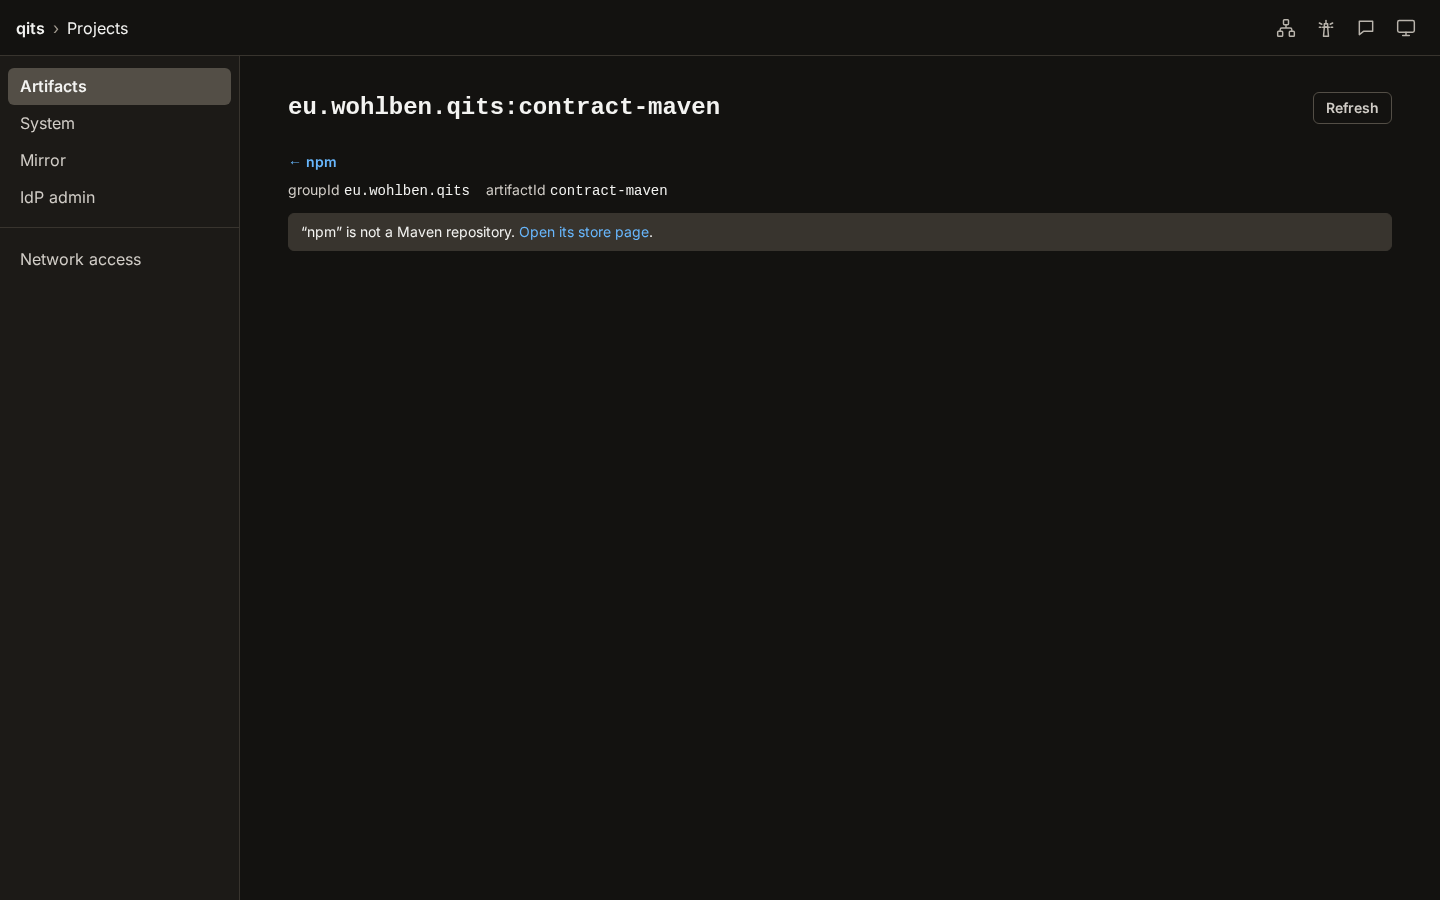 qits › Projects
Artifacts
System
Mirror
IdP admin
Network access
eu.wohlben.qits:contract-maven
Refresh
← npm
groupId eu.wohlben.qits artifactId contract-maven
“npm” is not a Maven repository. Open its store page.